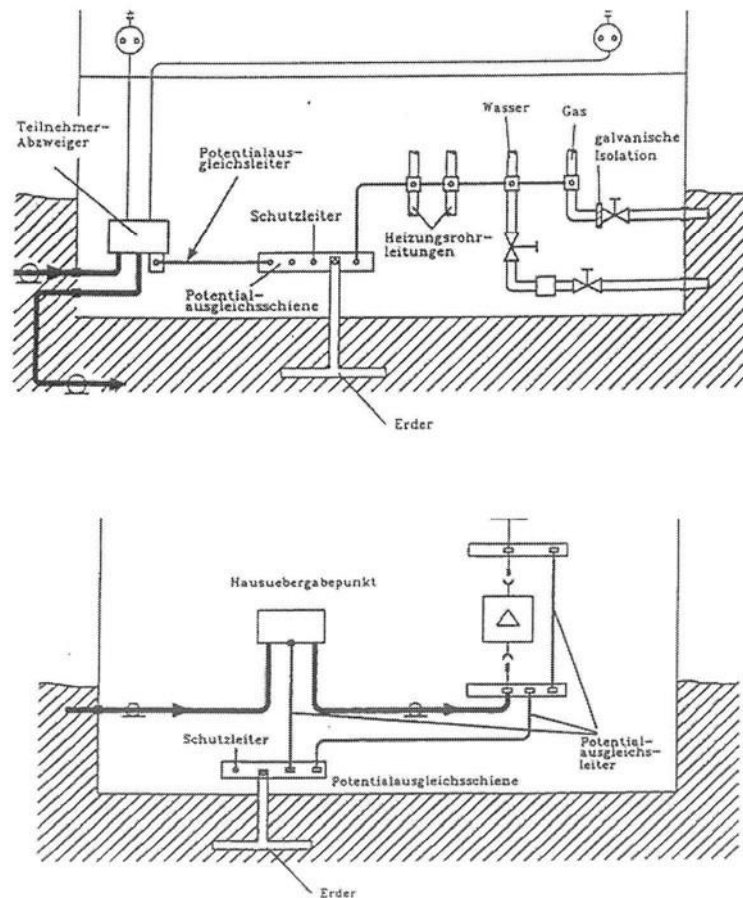 Wasser
Gas
Teilnehmer-
Abzweiger
galvanische
Isolation
Potentialaus-
gleichsleiter
Schutzleiter
Heizungsrohr-
leitungen
Potential-
ausgleichsschiene
Erder
Hausuebergabepunkt
Schutzleiter
Potential-
ausgleichs-
leiter
Potentialausgleichsschiene
Erder